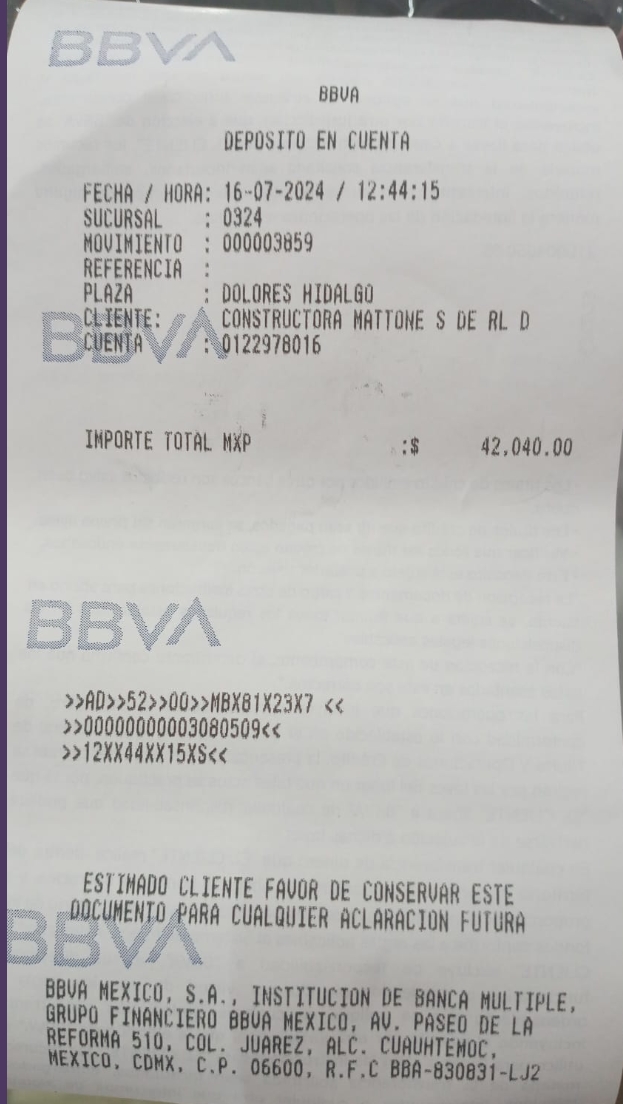 BBVA
BBVA
DEPOSITO EN CUENTA
FECHA / HORA: 16-07-2024 / 12:44:15
SUCURSAL : 0324
MOVIMIENTO : 000003859
REFERENCIA :
PLAZA : DOLORES HIDALGO
CLIENTE: CONSTRUCTORA MATTONE S DE RL D
BBVA
CUENTA : 0122978016
IMPORTE TOTAL MXP :$ 42,040.00
BBVA
>>AD>>52>>00>>MBX81X23X7 <<
>>00000000003080509<<
>>12XX44XX15XS<<
ESTIMADO CLIENTE FAVOR DE CONSERVAR ESTE
DOCUMENTO PARA CUALQUIER ACLARACION FUTURA
BBVA
BBVA MEXICO, S.A., INSTITUCION DE BANCA MULTIPLE,
GRUPO FINANCIERO BBVA MEXICO, AV. PASEO DE LA
REFORMA 510, COL. JUAREZ, ALC. CUAUHTEMOC,
MEXICO, CDMX, C.P. 06600, R.F.C BBA-830831-LJ2